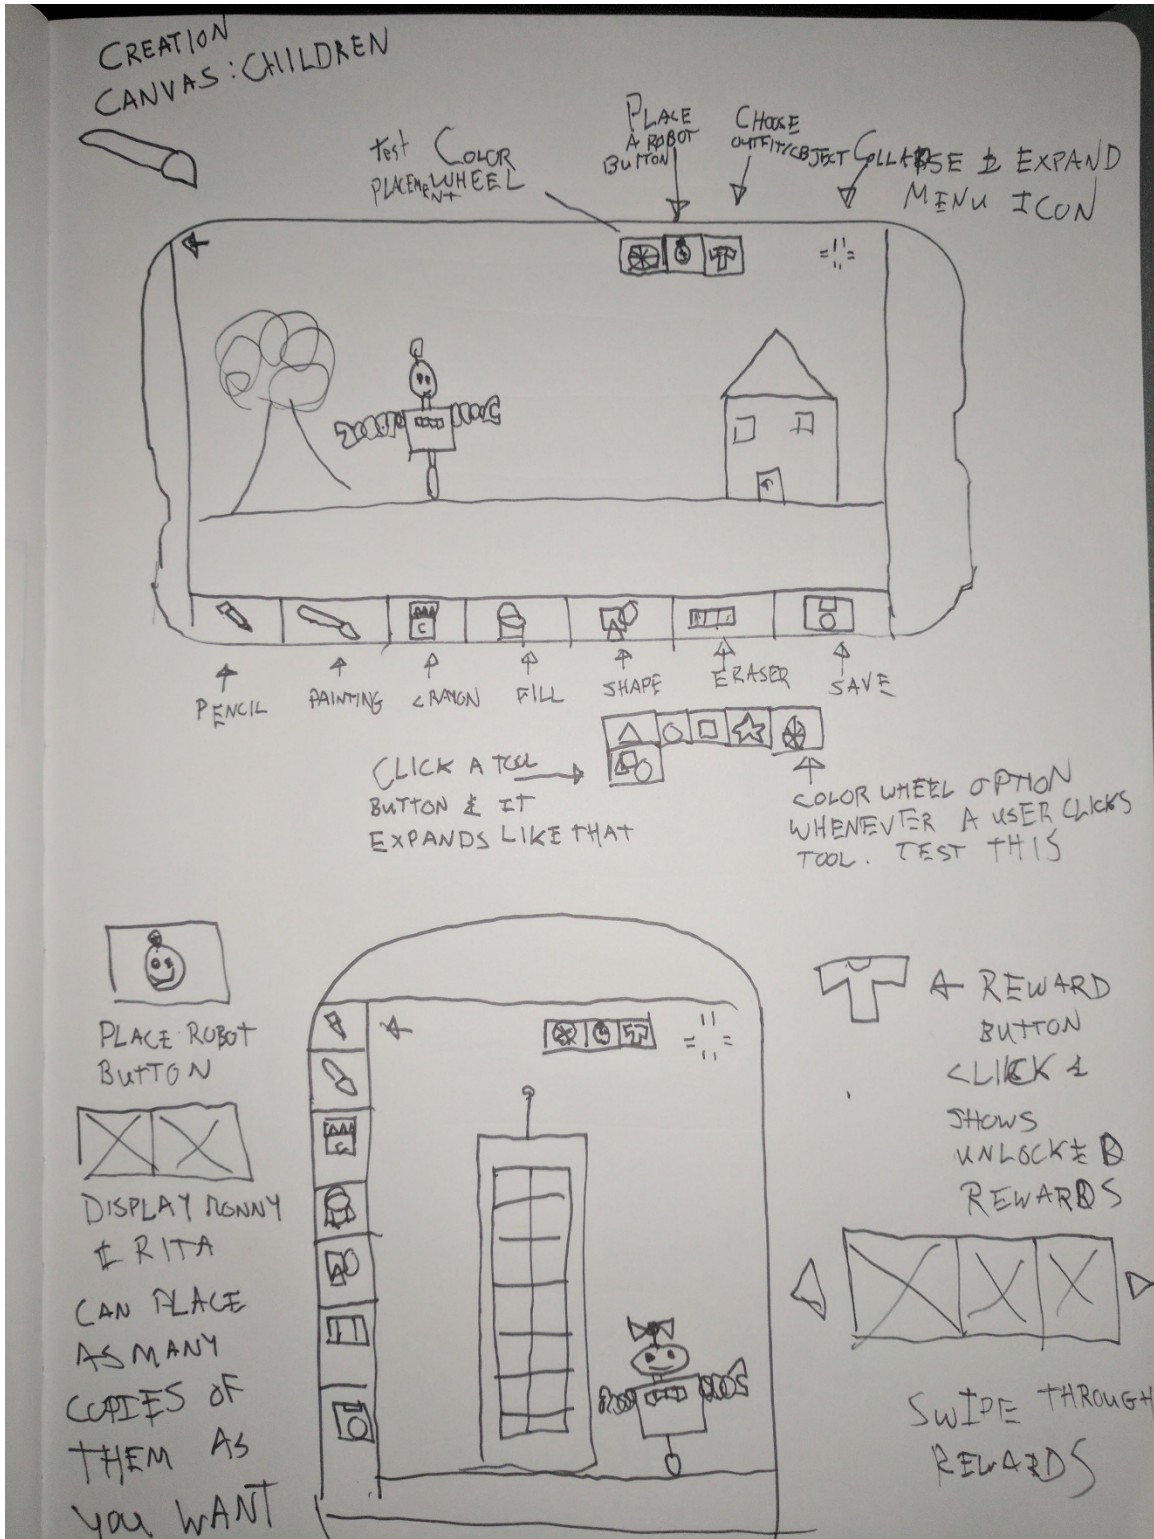 CREATION
CANVAS: CHILDREN
TEST COLOR
PLACEMENT WHEEL
PLACE
A ROBOT
BUTTON
CHOOSE
OUTFIT/OBJECT
COLLAPSE & EXPAND
MENU ICON
C
PENCIL
PAINTING
CRAYON
FILL
SHAPE
ERASER
SAVE
CLICK A TOOL
BUTTON & IT
EXPANDS LIKE THAT
COLOR WHEEL OPTION
WHENEVER A USER CLICKS
TOOL. TEST THIS
PLACE ROBOT
BUTTON
DISPLAY RONNY
& RITA
CAN PLACE
AS MANY
COPIES OF
THEM AS
YOU WANT
C
REWARD
BUTTON
CLICK &
SHOWS
UNLOCKED
REWARDS
SWIPE THROUGH
REWARDS